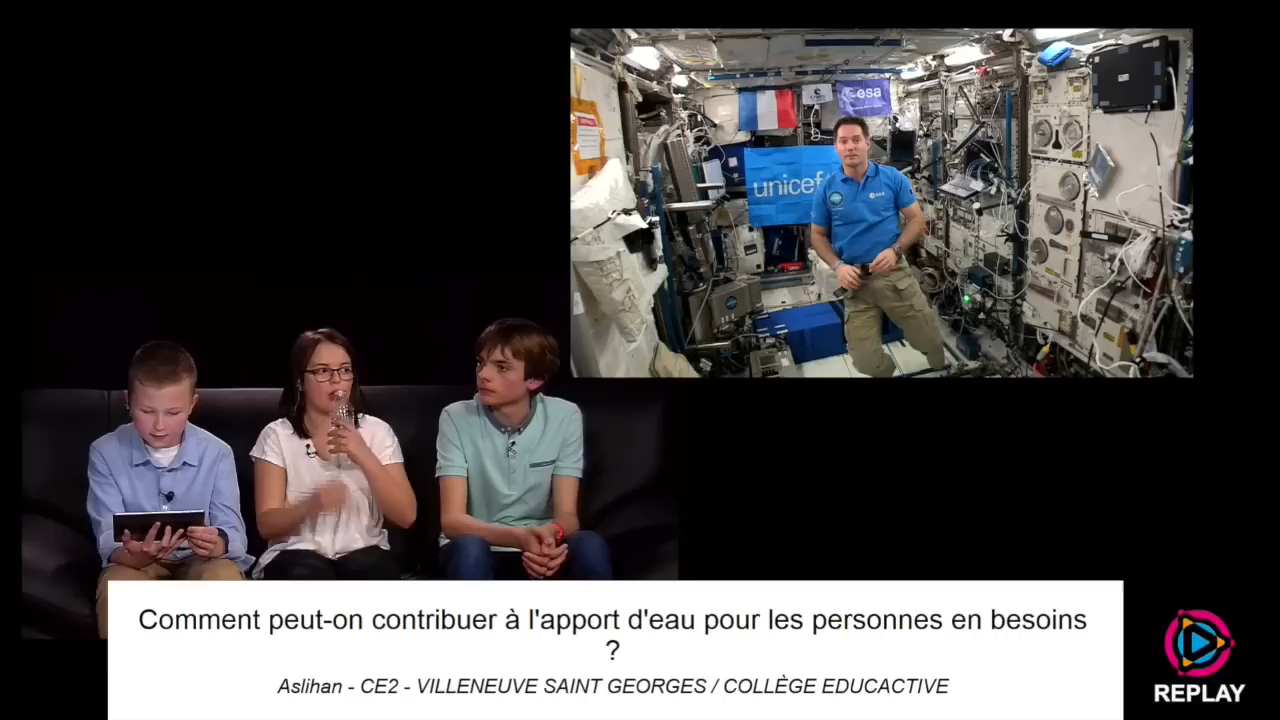 esa
unicef
esa
Comment peut-on contribuer à l'apport d'eau pour les personnes en besoins
?
Aslihan - CE2 - VILLENEUVE SAINT GEORGES / COLLÈGE EDUCACTIVE
REPLAY